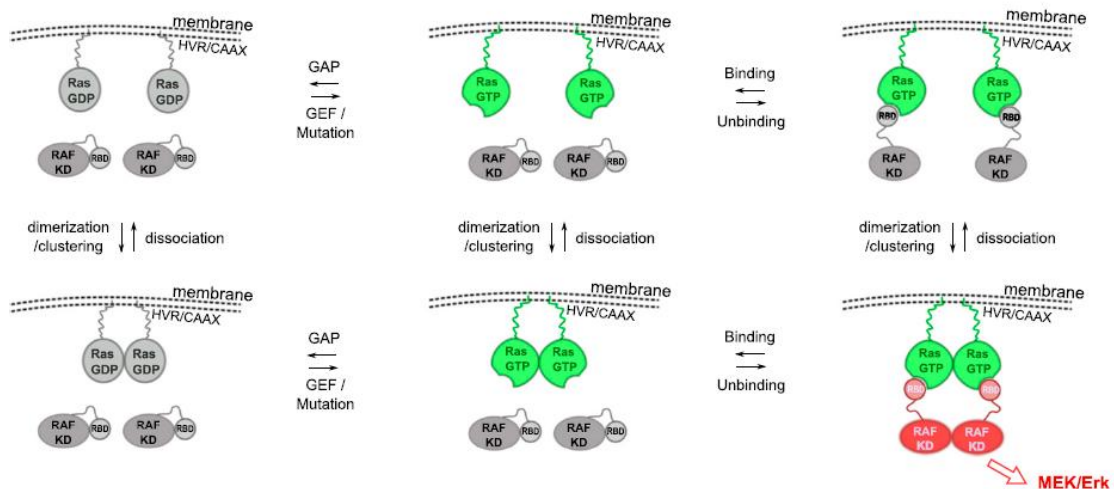 membrane
HVR/CAAX
Ras
GDP
Ras
GDP
RAF
KD
RBD
RAF
KD
RBD
GAP
GEF /
Mutation
membrane
HVR/CAAX
Ras
GTP
Ras
GTP
RAF
KD
RBD
RAF
KD
RBD
Binding
Unbinding
membrane
HVR/CAAX
Ras
GTP
Ras
GTP
RBD
RBD
RAF
KD
RAF
KD
dimerization
/clustering
dissociation
dimerization
/clustering
dissociation
dimerization
/clustering
dissociation
membrane
HVR/CAAX
Ras
GDP
Ras
GDP
RAF
KD
RBD
RAF
KD
RBD
GAP
GEF /
Mutation
membrane
HVR/CAAX
Ras
GTP
Ras
GTP
RAF
KD
RBD
RAF
KD
RBD
Binding
Unbinding
membrane
HVR/CAAX
Ras
GTP
Ras
GTP
RBD
RBD
RAF
KD
RAF
KD
MEK/Erk